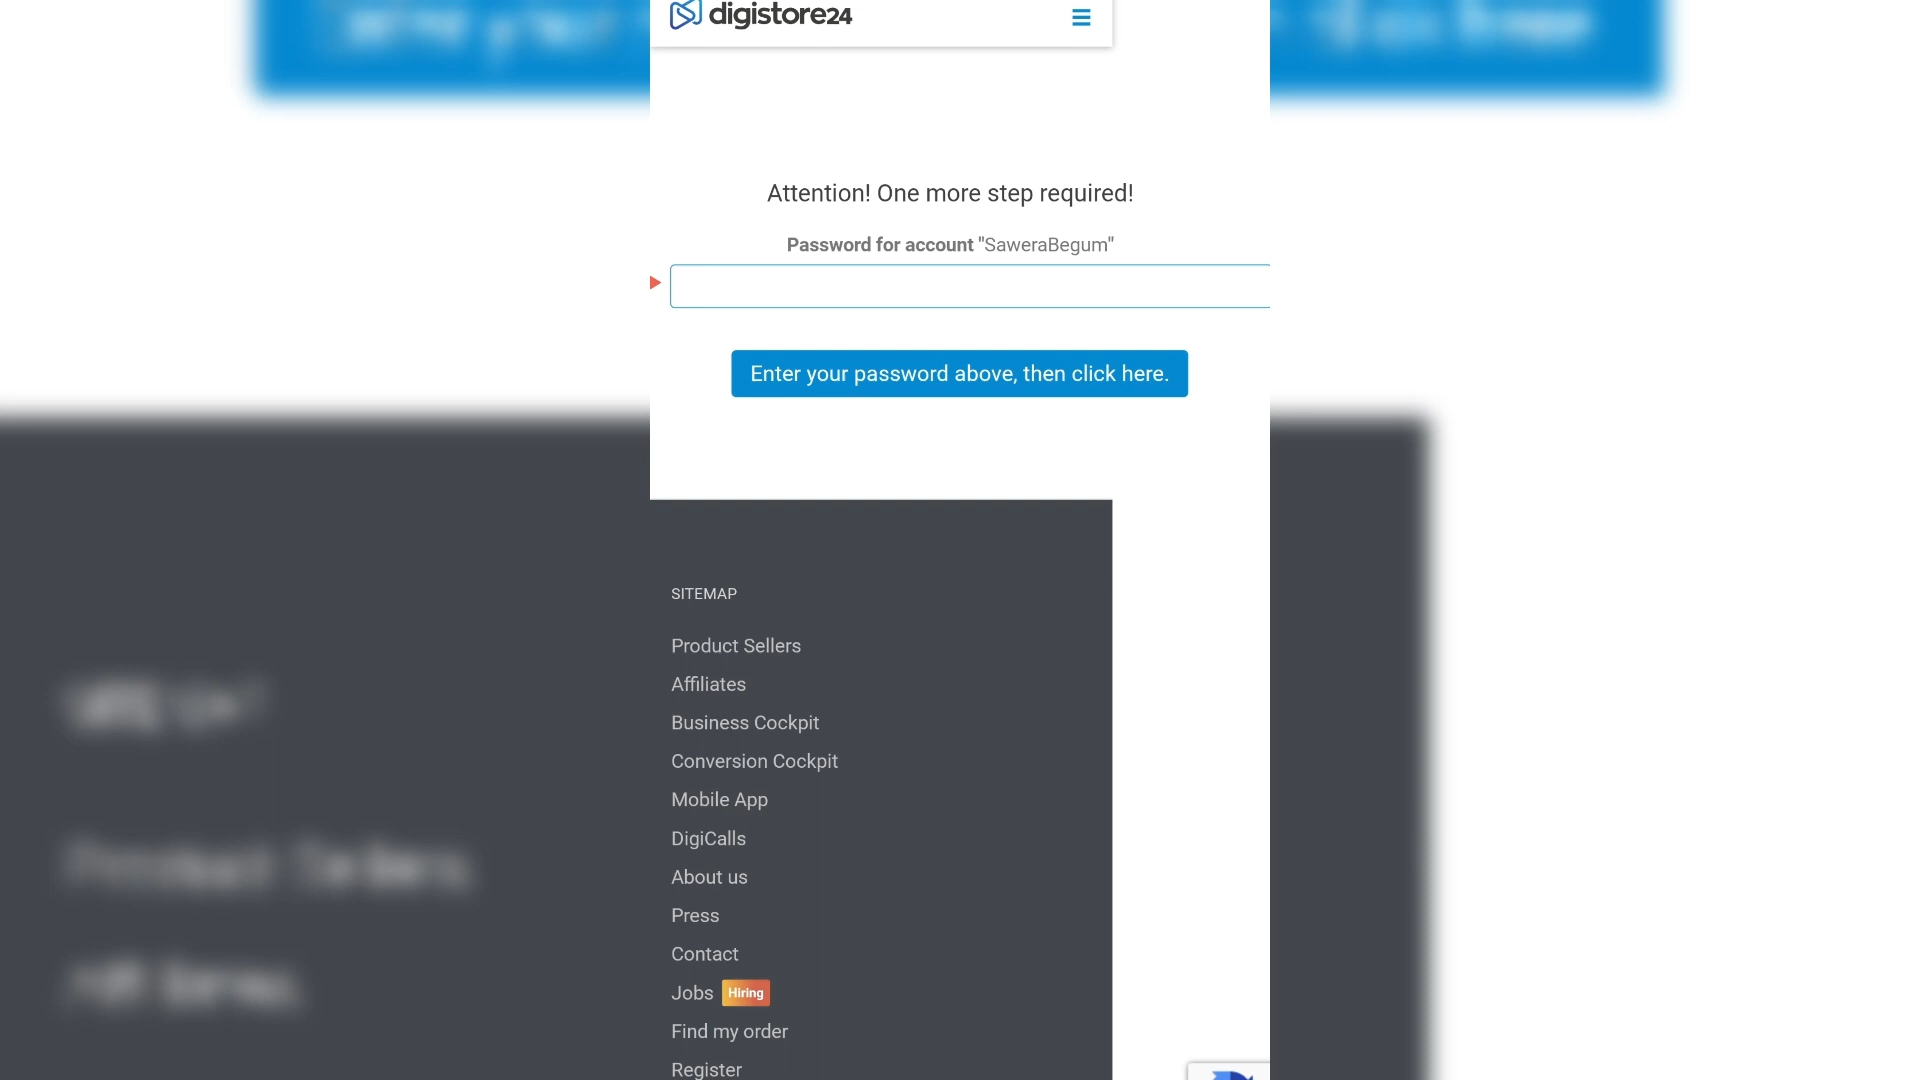 digistore24
Attention! One more step required!
Password for account "SaweraBegum"
Enter your password above, then click here.
SITEMAP
Product Sellers
Affiliates
Business Cockpit
Conversion Cockpit
Mobile App
DigiCalls
About us
Press
Contact
Jobs Hiring
Find my order
Register